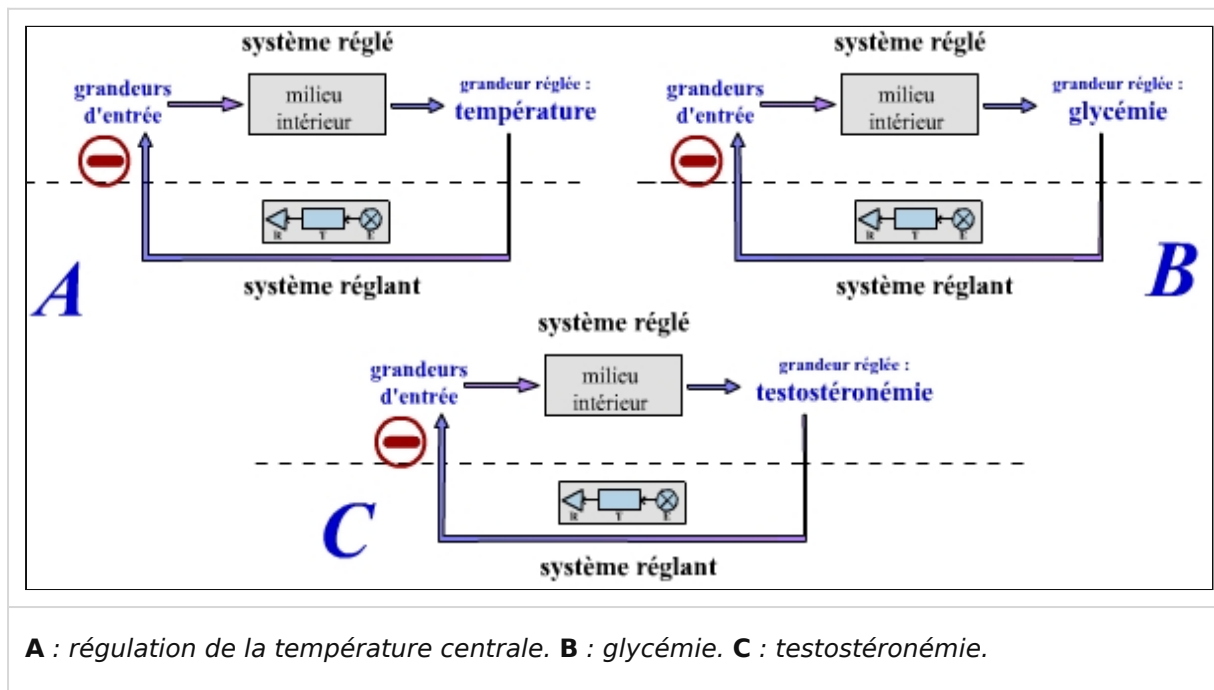 système réglé
grandeurs
d'entrée
milieu
intérieur
grandeur réglée :
température
R T E
système réglant
A
système réglé
grandeurs
d'entrée
milieu
intérieur
grandeur réglée :
glycémie
R T E
système réglant
B
système réglé
grandeurs
d'entrée
milieu
intérieur
grandeur réglée :
testostéronémie
R T E
système réglant
C
A : régulation de la température centrale. B : glycémie. C : testostéronémie.